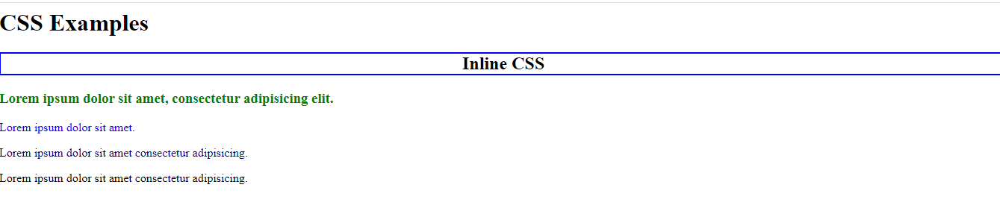 CSS Examples
Inline CSS
Lorem ipsum dolor sit amet, consectetur adipisicing elit.
Lorem ipsum dolor sit amet.
Lorem ipsum dolor sit amet consectetur adipisicing.
Lorem ipsum dolor sit amet consectetur adipisicing.